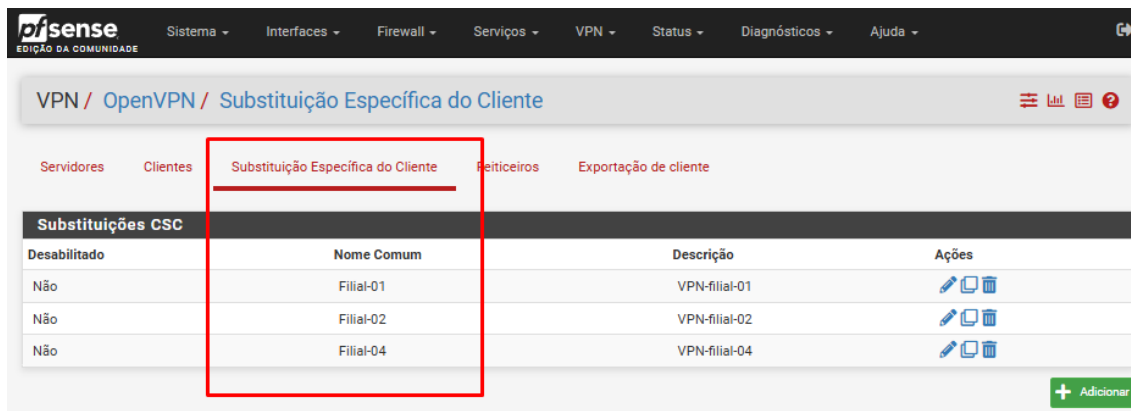 pfsense Sistema Interfaces Firewall Serviços VPN Status Diagnósticos Ajuda
EDIÇÃO DA COMUNIDADE
VPN / OpenVPN / Substituição Específica do Cliente
Servidores Clientes Substituição Específica do Cliente Feiticeiros Exportação de cliente
Substituições CSC
Desabilitado Nome Comum Descrição Ações
Não Filial-01 VPN-filial-01
Não Filial-02 VPN-filial-02
Não Filial-04 VPN-filial-04
Adicionar